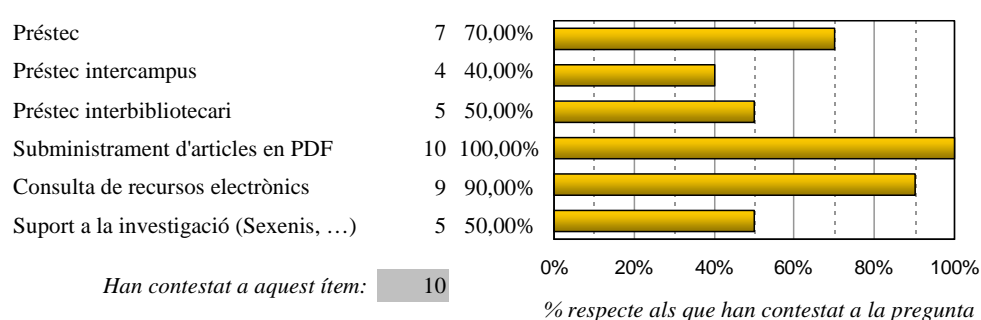 Préstec 7 70,00%
Préstec intercampus 4 40,00%
Préstec interbibliotecari 5 50,00%
Subministrament d'articles en PDF 10 100,00%
Consulta de recursos electrònics 9 90,00%
Suport a la investigació (Sexenis, …) 5 50,00%
0% 20% 40% 60% 80% 100%
Han contestat a aquest ítem: 10
% respecte als que han contestat a la pregunta